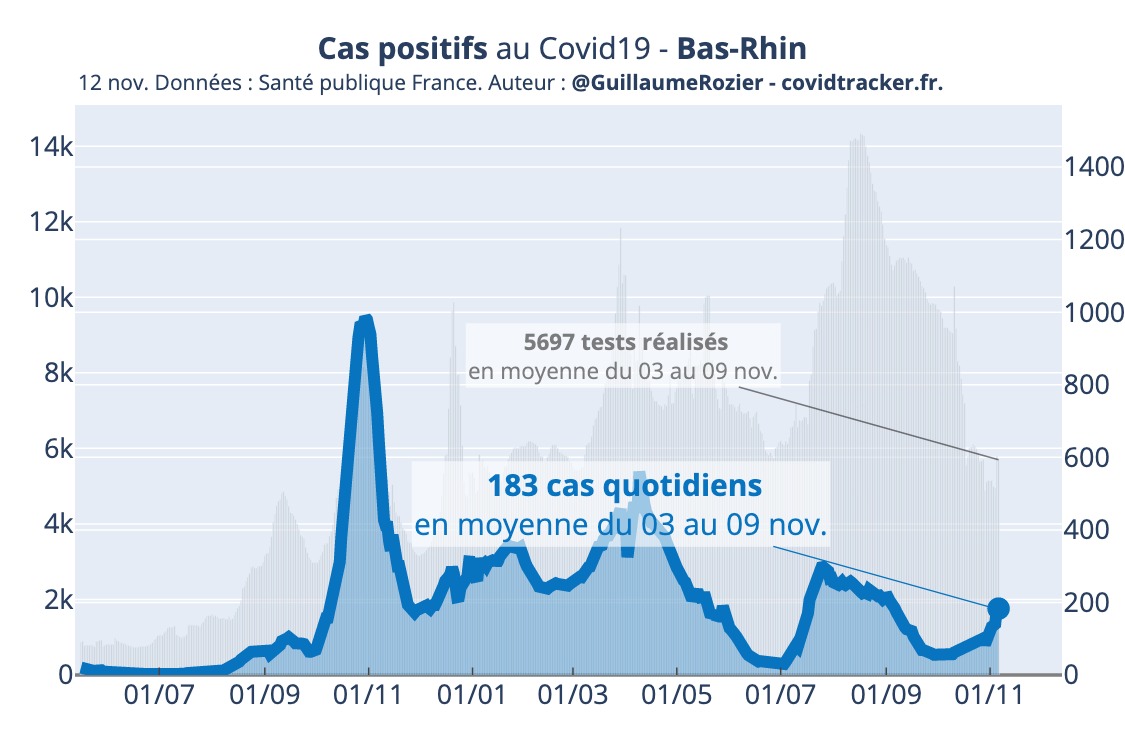 Cas positifs au Covid19 - Bas-Rhin
12 nov. Données : Santé publique France. Auteur : @GuillaumeRozier - covidtracker.fr.
14k
12k
10k
8k
6k
4k
2k
0
1400
1200
1000
800
600
400
200
0
5697 tests réalisés
en moyenne du 03 au 09 nov.
183 cas quotidiens
en moyenne du 03 au 09 nov.
01/07 01/09 01/11 01/01 01/03 01/05 01/07 01/09 01/11